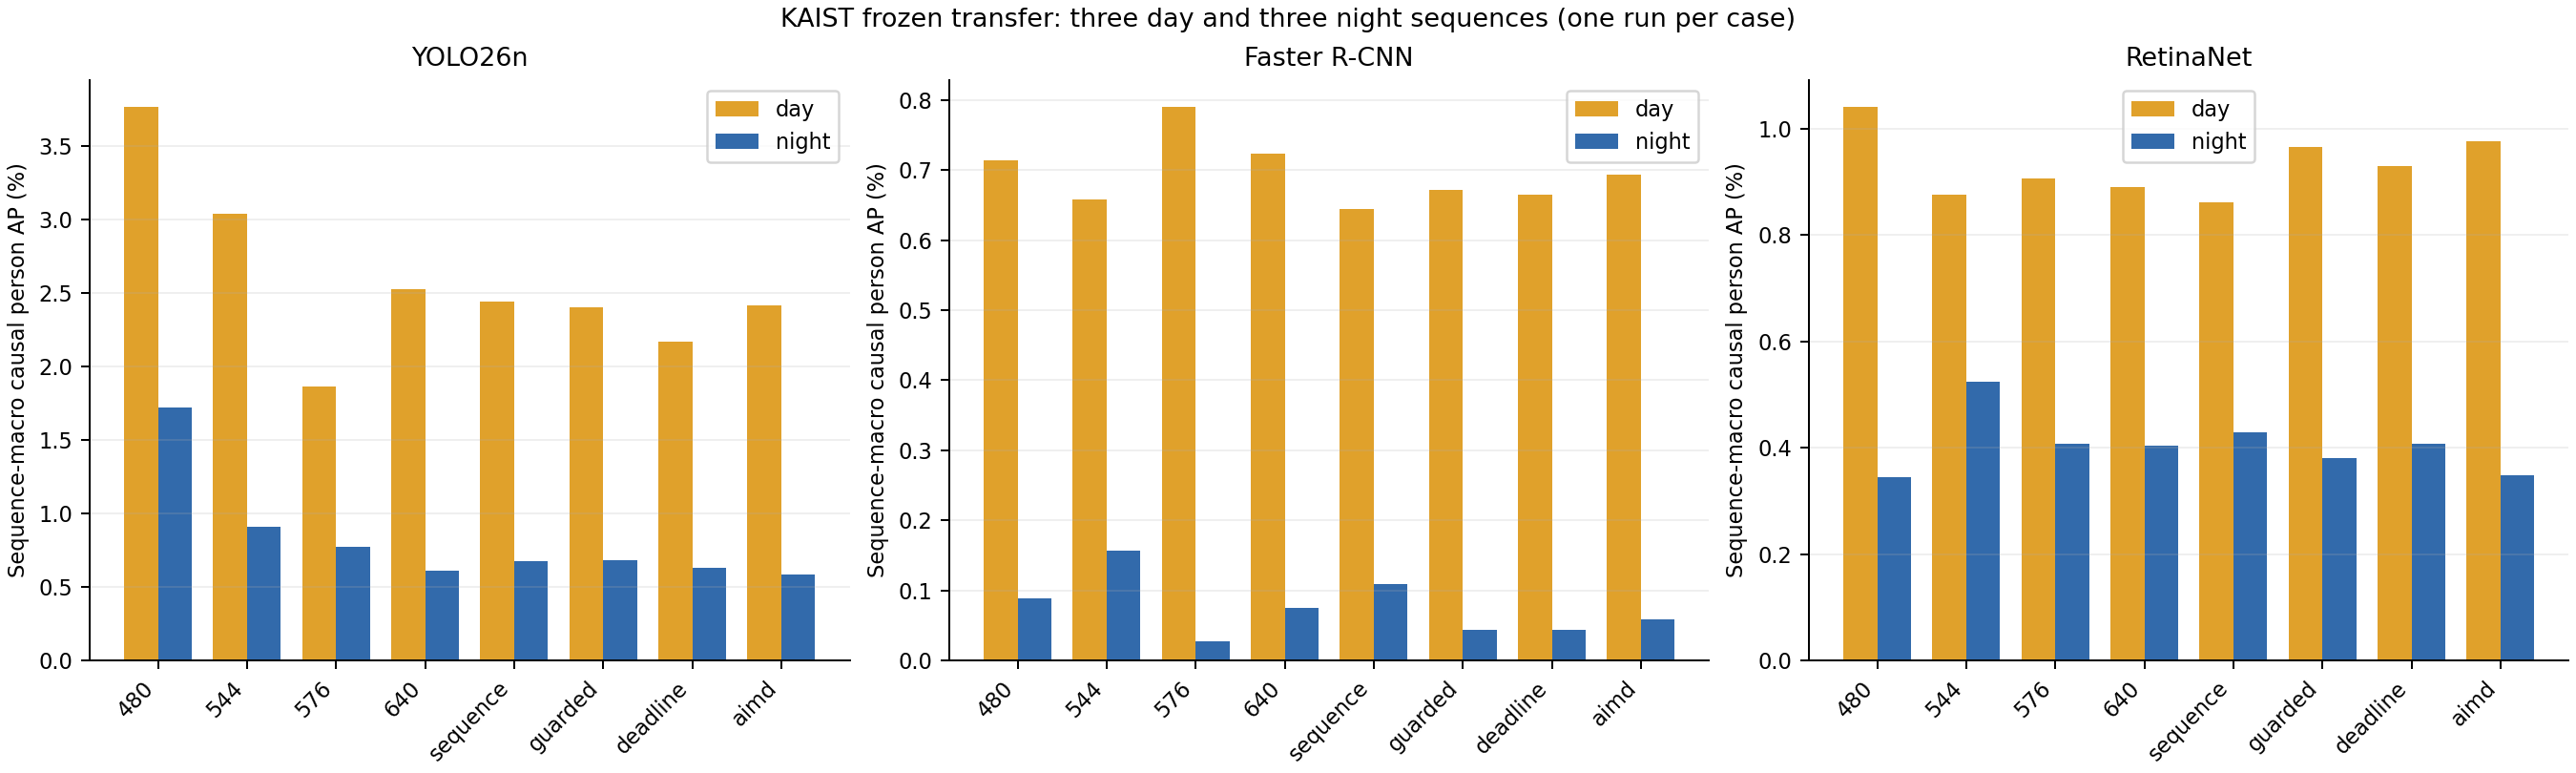 KAIST frozen transfer: three day and three night sequences (one run per case)
YOLO26n
Sequence-macro causal person AP (%)
3.5
3.0
2.5
2.0
1.5
1.0
0.5
0.0
day
night
480
544
576
640
sequence
guarded
deadline
aimd
Faster R-CNN
Sequence-macro causal person AP (%)
0.8
0.7
0.6
0.5
0.4
0.3
0.2
0.1
0.0
day
night
480
544
576
640
sequence
guarded
deadline
aimd
RetinaNet
Sequence-macro causal person AP (%)
1.0
0.8
0.6
0.4
0.2
0.0
day
night
480
544
576
640
sequence
guarded
deadline
aimd